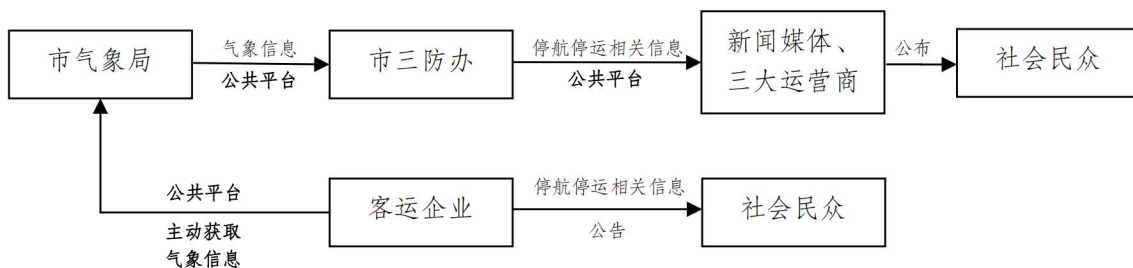 市气象局
气象信息
公共平台
市三防办
停航停运相关信息
公共平台
新闻媒体、
三大运营商
公布
社会民众
公共平台
主动获取
气象信息
客运企业
停航停运相关信息
公告
社会民众